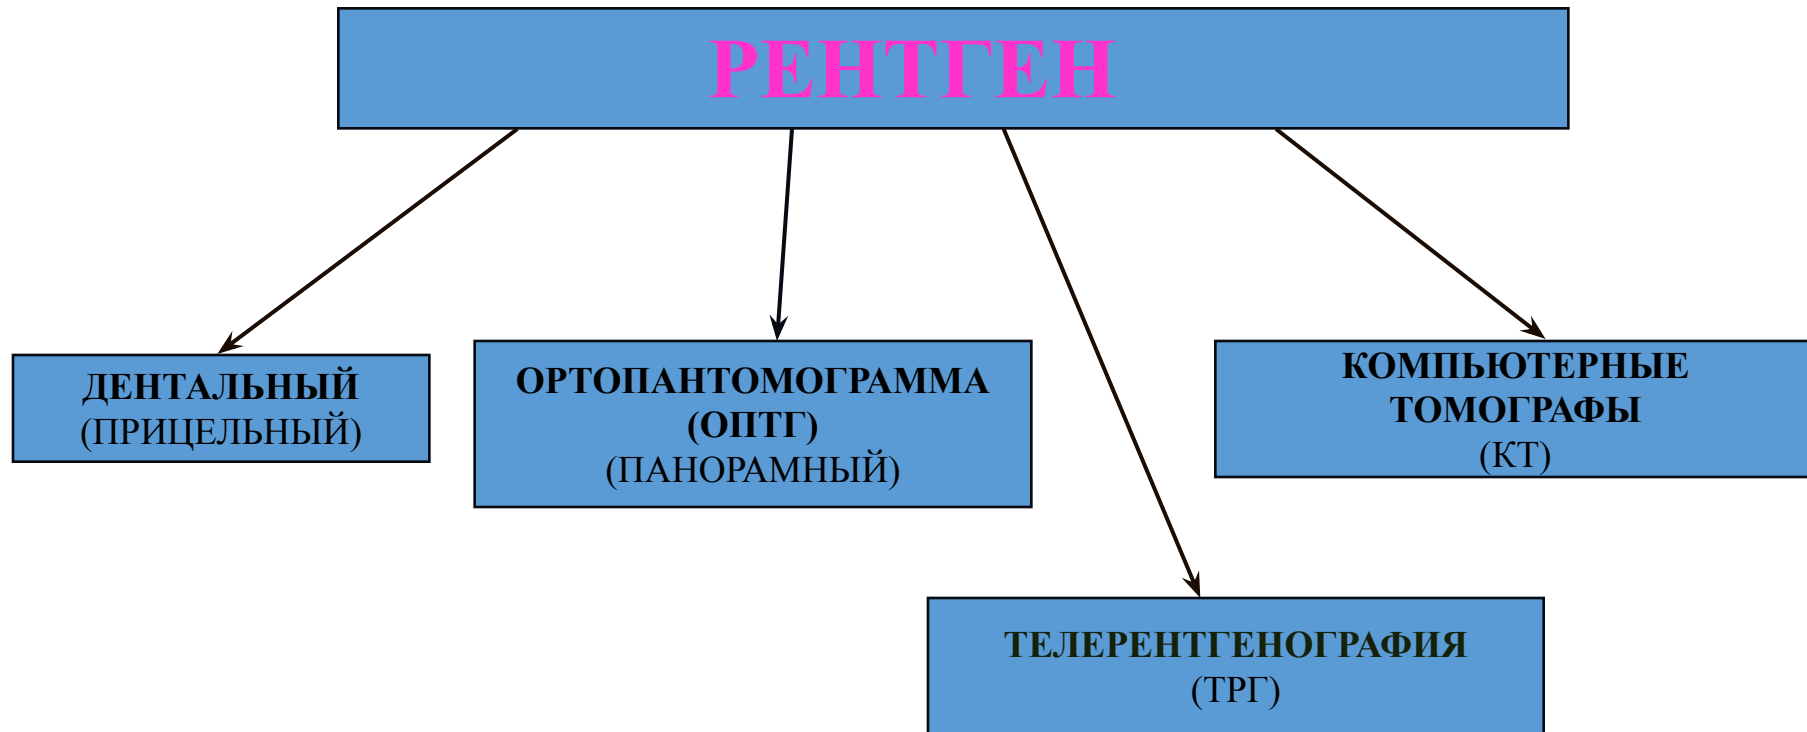 РЕНТГЕН
ДЕНТАЛЬНЫЙ
(ПРИЦЕЛЬНЫЙ)
ОРТОПАНТОМОГРАММА
(ОПТГ)
(ПАНОРАМНЫЙ)
КОМПЬЮТЕРНЫЕ
ТОМОГРАФЫ
(КТ)
ТЕЛЕРЕНТГЕНОГРАФИЯ
(ТРГ)